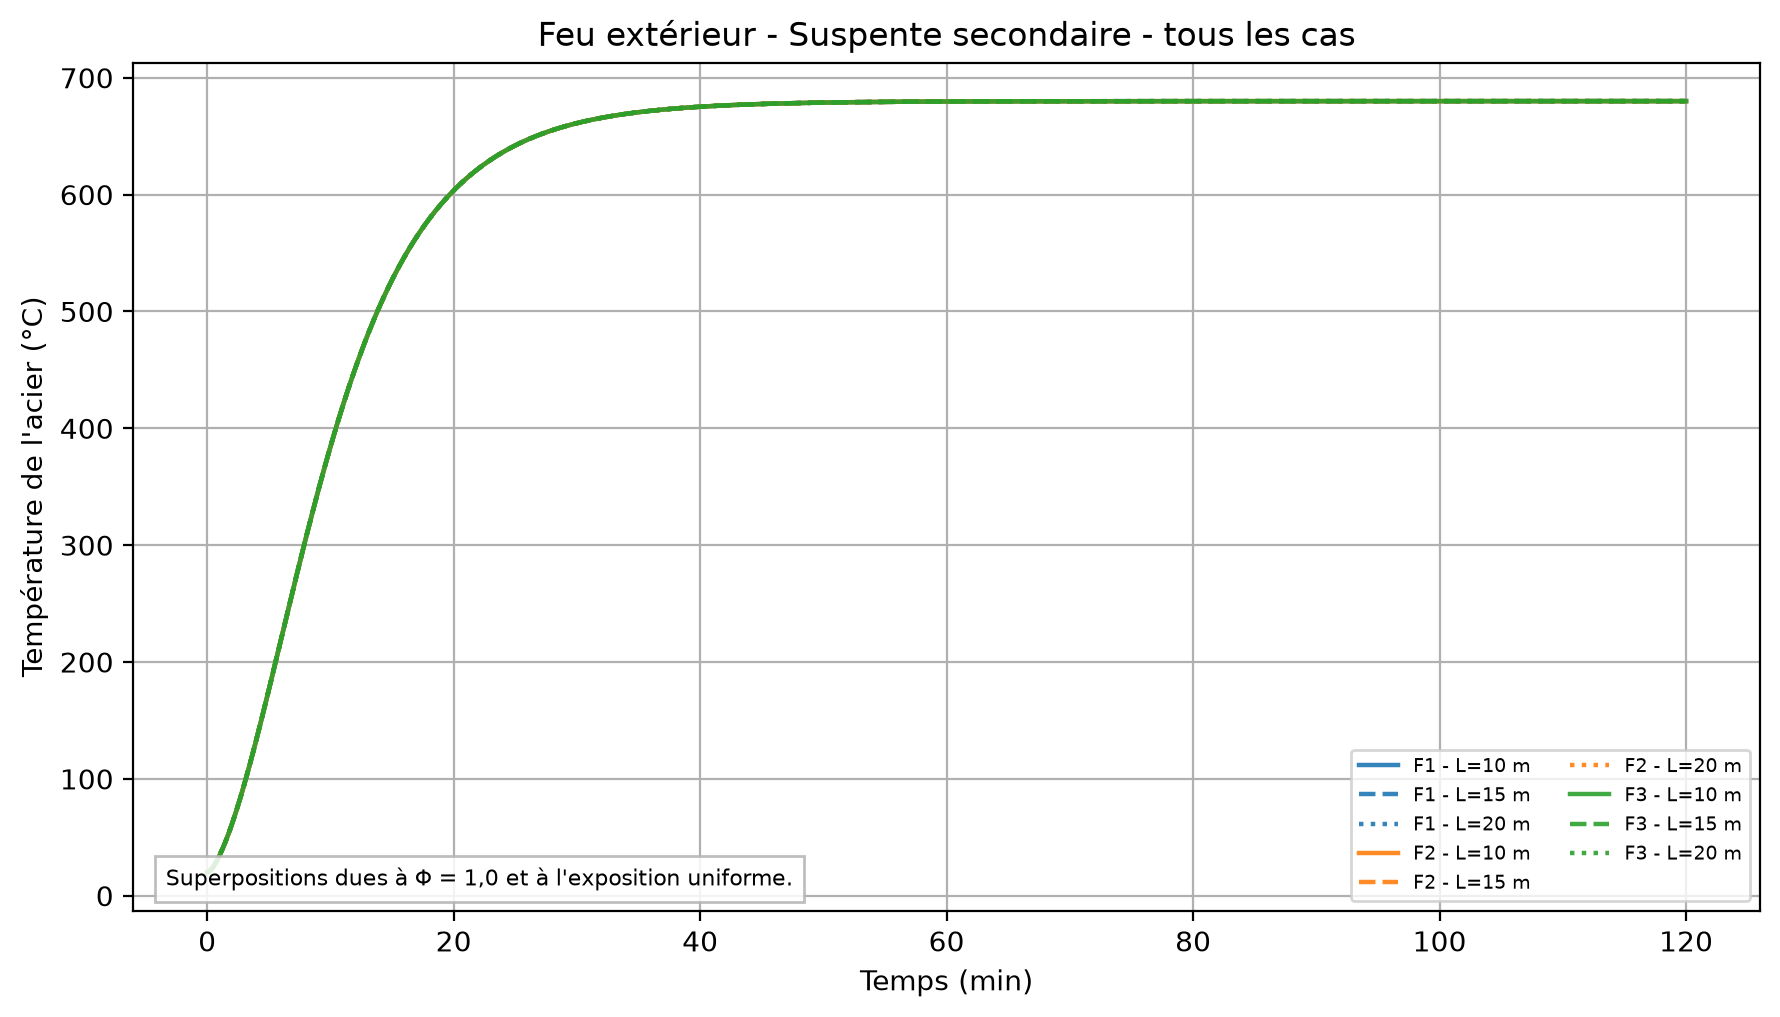 Feu extérieur - Suspente secondaire - tous les cas
Température de l'acier (°C)
700
600
500
400
300
200
100
0
Superpositions dues à Φ = 1,0 et à l'exposition uniforme.
F1 - L=10 m
F1 - L=15 m
F1 - L=20 m
F2 - L=10 m
F2 - L=15 m
F2 - L=20 m
F3 - L=10 m
F3 - L=15 m
F3 - L=20 m
0 20 40 60 80 100 120
Temps (min)